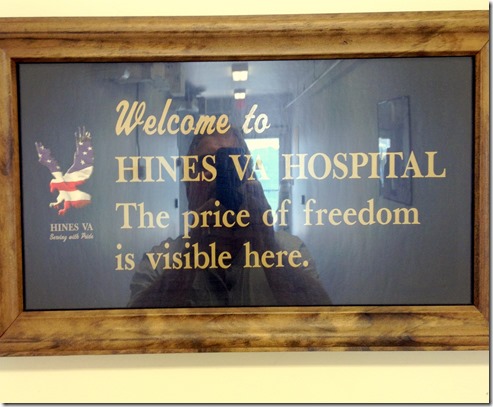 Welcome to
HINES VA HOSPITAL
The price of freedom
is visible here.
HINES VA
Serving with Pride